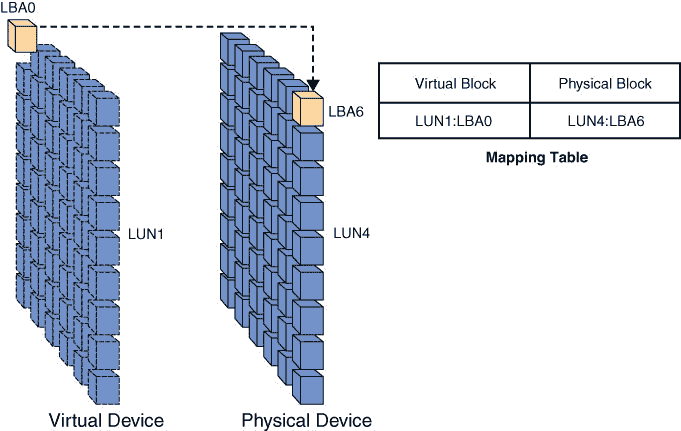 LBA0
LBA6
Virtual Block Physical Block
LUN1:LBA0 LUN4:LBA6
Mapping Table
LUN1
LUN4
Virtual Device
Physical Device